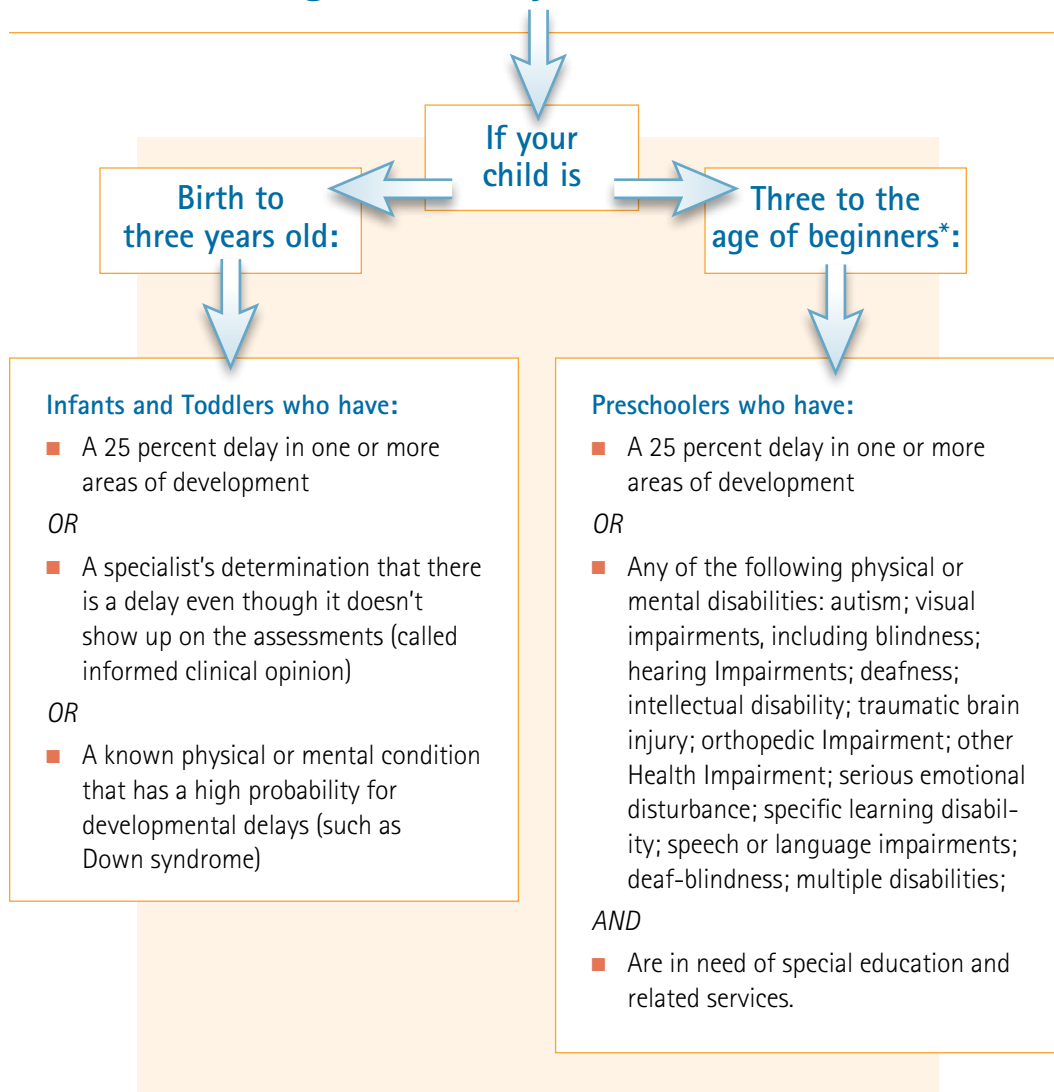 If your
child is
Birth to
three years old:
Three to the
age of beginners*:
Infants and Toddlers who have:
■ A 25 percent delay in one or more
areas of development
OR
■ A specialist's determination that there
is a delay even though it doesn't
show up on the assessments (called
informed clinical opinion)
OR
■ A known physical or mental condition
that has a high probability for
developmental delays (such as
Down syndrome)
Preschoolers who have:
■ A 25 percent delay in one or more
areas of development
OR
■ Any of the following physical or
mental disabilities: autism; visual
impairments, including blindness;
hearing Impairments; deafness;
intellectual disability; traumatic brain
injury; orthopedic Impairment; other
Health Impairment; serious emotional
disturbance; specific learning disabil-
ity; speech or language impairments;
deaf-blindness; multiple disabilities;
AND
■ Are in need of special education and
related services.